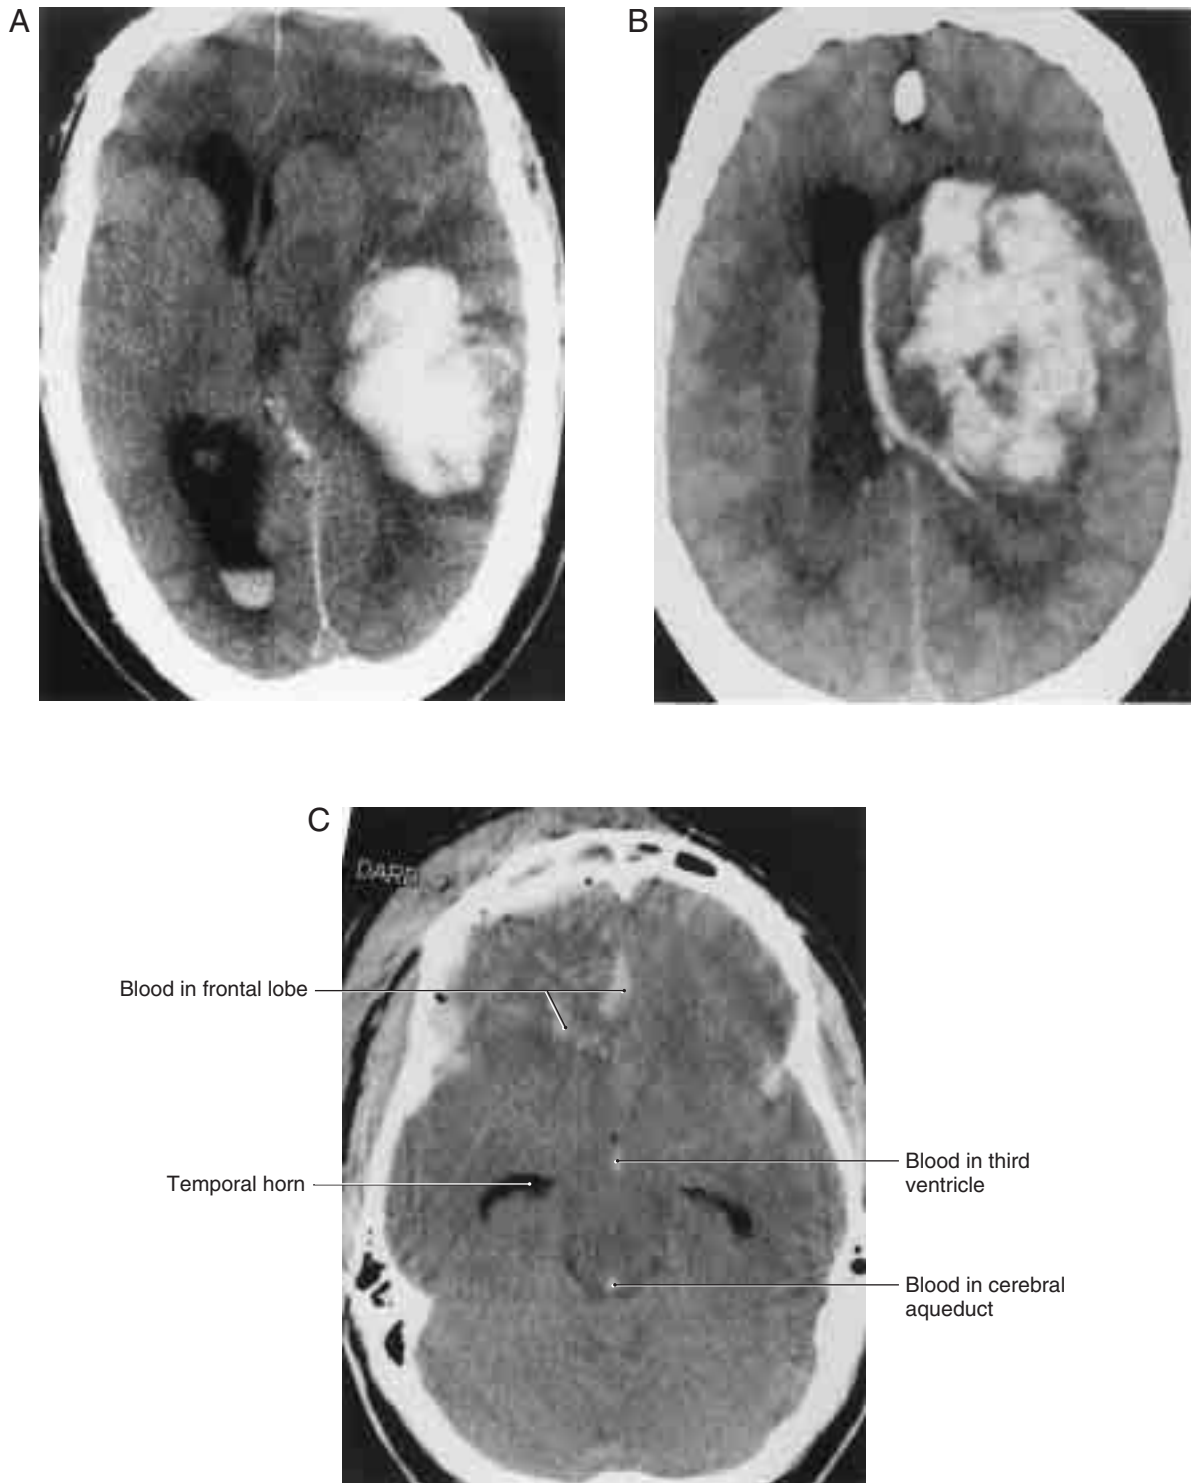 A
B
C
Blood in frontal lobe
Temporal horn
Blood in third
ventricle
Blood in cerebral
aqueduct